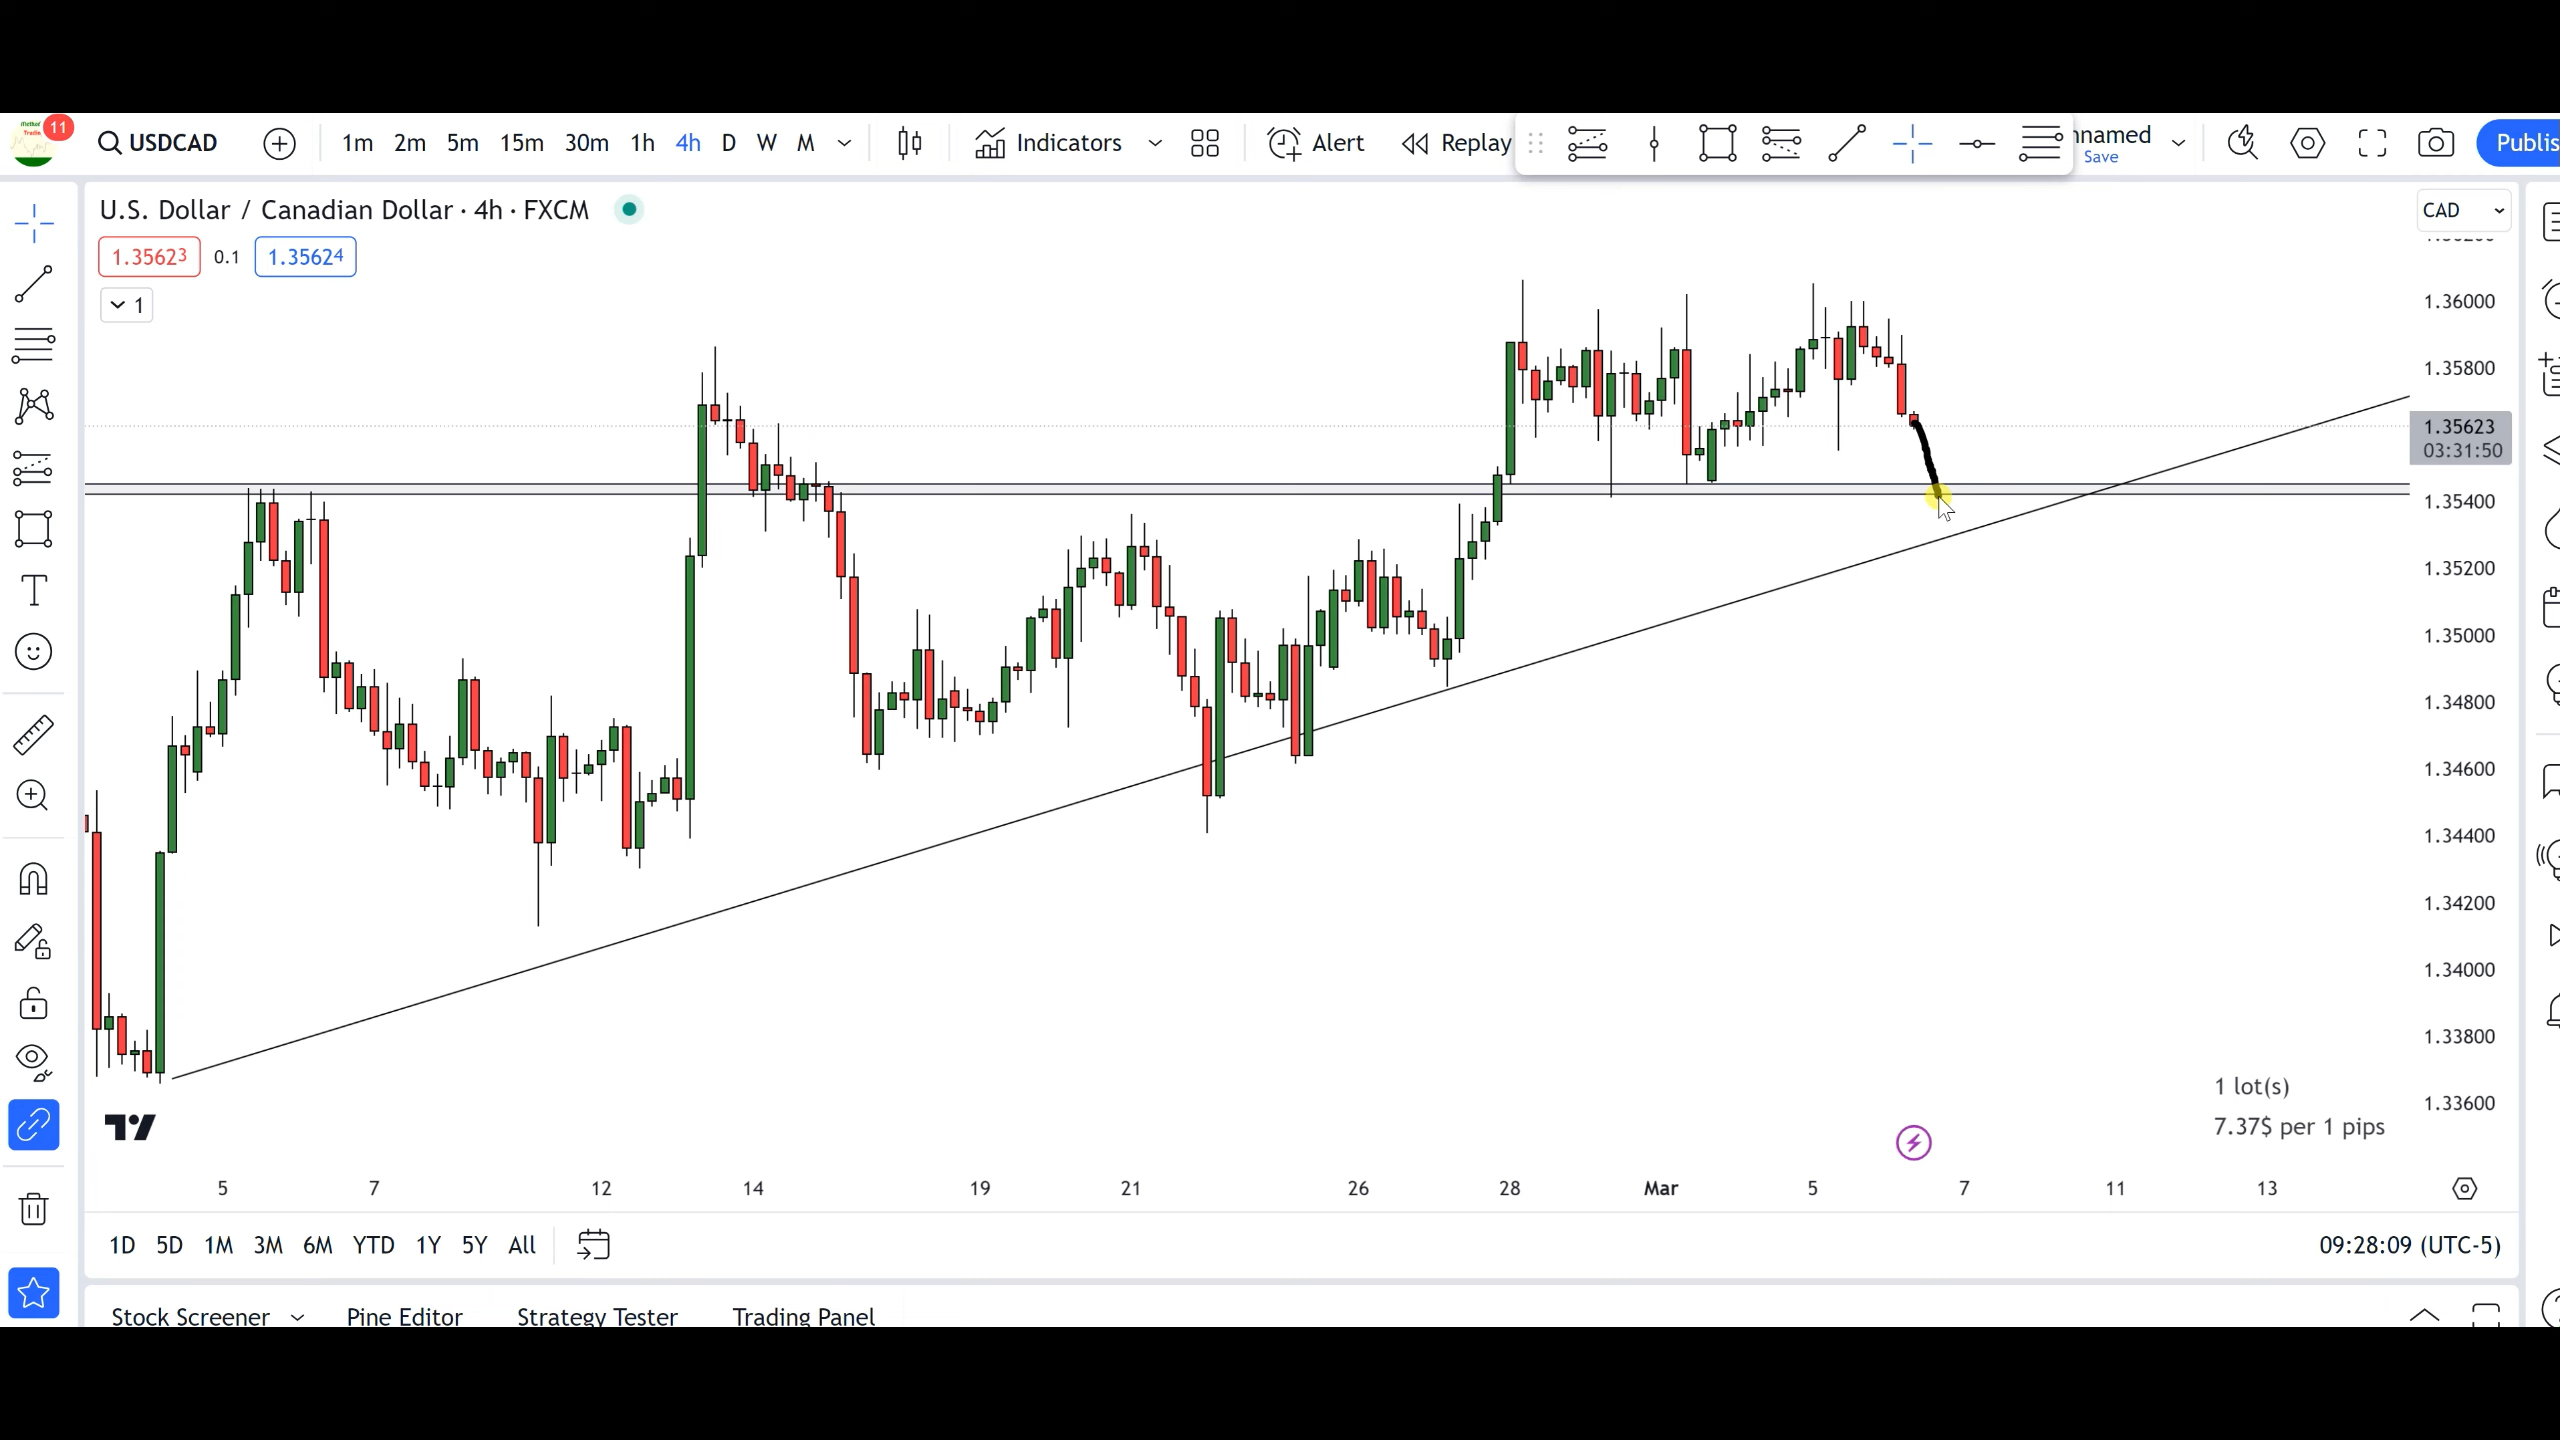 11
USDCAD
1m 2m 5m 15m 30m 1h 4h D W M
Indicators
Alert
Replay
nnamed
Save
Publis
U.S. Dollar / Canadian Dollar · 4h · FXCM
CAD
1.35623 0.1 1.35624
1
1.36000
1.35800
1.35623
03:31:50
1.35400
1.35200
1.35000
1.34800
1.34600
1.34400
1.34200
1.34000
1.33800
1.33600
1 lot(s)
7.37$ per 1 pips
5 7 12 14 19 21 26 28 Mar 5 7 11 13
1D 5D 1M 3M 6M YTD 1Y 5Y All
09:28:09 (UTC-5)
Stock Screener Pine Editor Strategy Tester Trading Panel